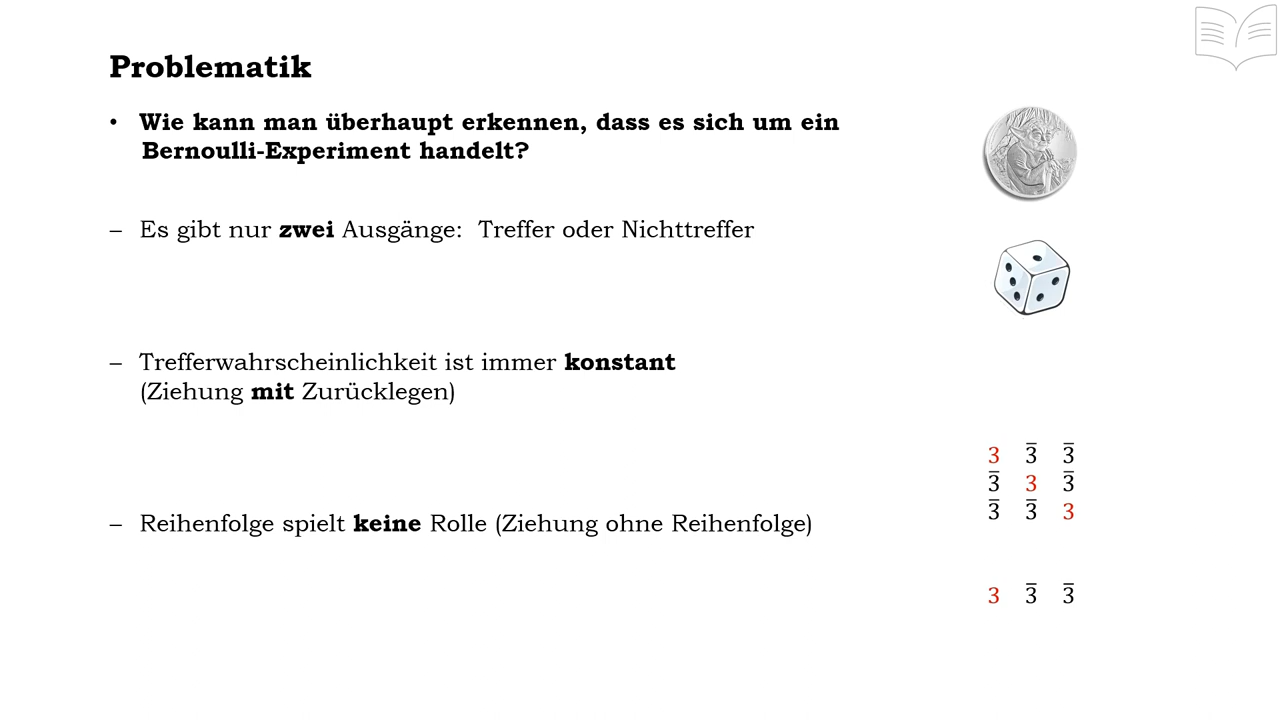 Problematik
• Wie kann man überhaupt erkennen, dass es sich um ein
Bernoulli-Experiment handelt?
– Es gibt nur zwei Ausgänge: Treffer oder Nichttreffer
– Trefferwahrscheinlichkeit ist immer konstant
(Ziehung mit Zurücklegen)
3 3̅ 3̅
3̅ 3 3̅
3̅ 3̅ 3
– Reihenfolge spielt keine Rolle (Ziehung ohne Reihenfolge)
3 3̅ 3̅